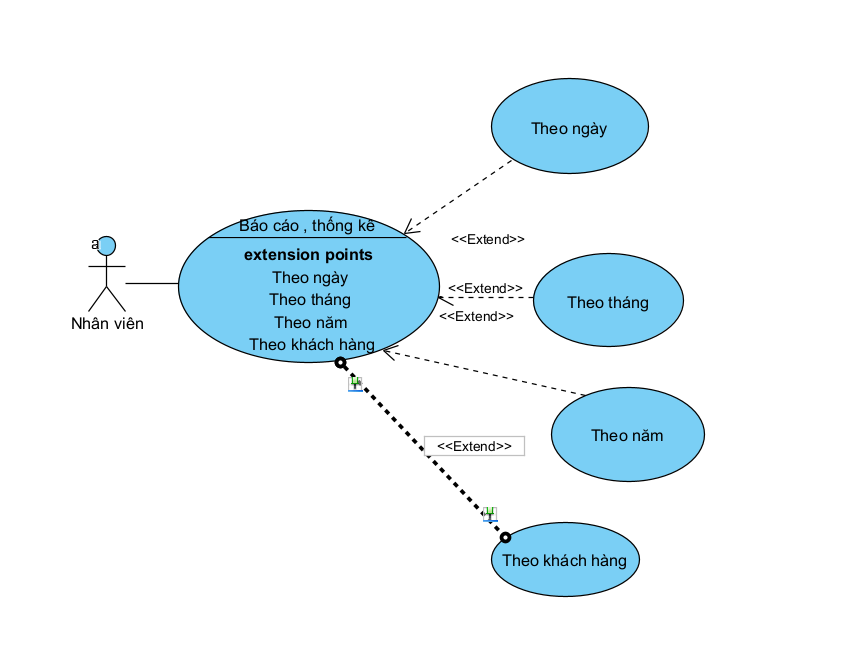 Theo ngày
Báo cáo , thống kê
a
<<Extend>>
extension points
Theo ngày
<<Extend>>
Theo tháng
Theo tháng
<<Extend>>
Nhân viên
Theo năm
Theo khách hàng
Theo năm
<<Extend>>
Theo khách hàng